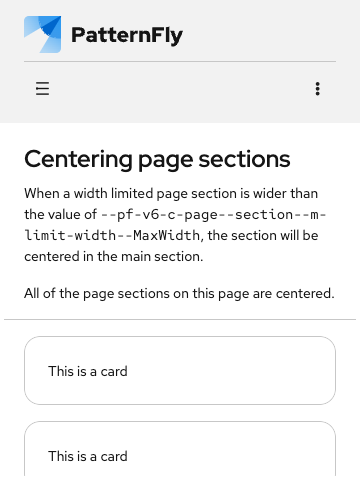 PatternFly
Centering page sections
When a width limited page section is wider than
the value of --pf-v6-c-page--section--m-
limit-width--MaxWidth, the section will be
centered in the main section.
All of the page sections on this page are centered.
This is a card
This is a card